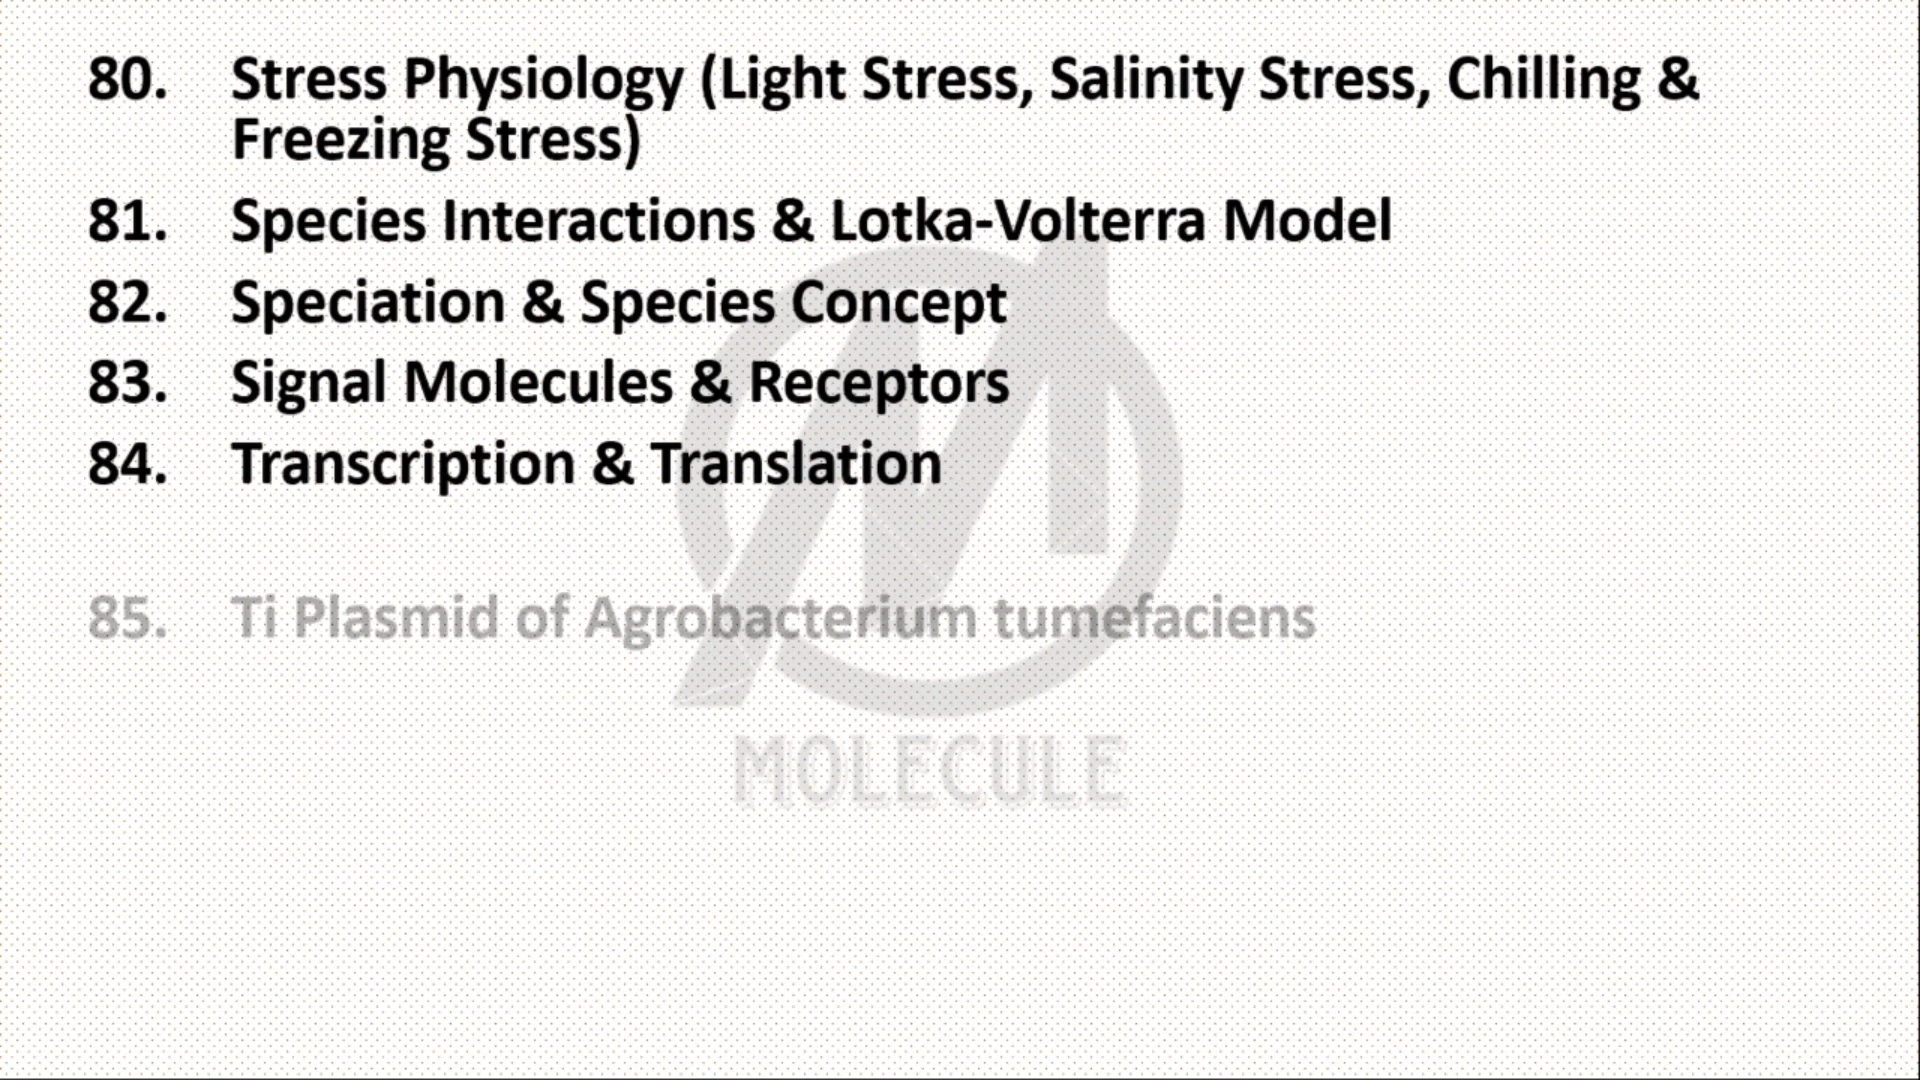 80. Stress Physiology (Light Stress, Salinity Stress, Chilling &
Freezing Stress)
81. Species Interactions & Lotka-Volterra Model
82. Speciation & Species Concept
83. Signal Molecules & Receptors
84. Transcription & Translation
85. Ti Plasmid of Agrobacterium tumefaciens
MOLECULE